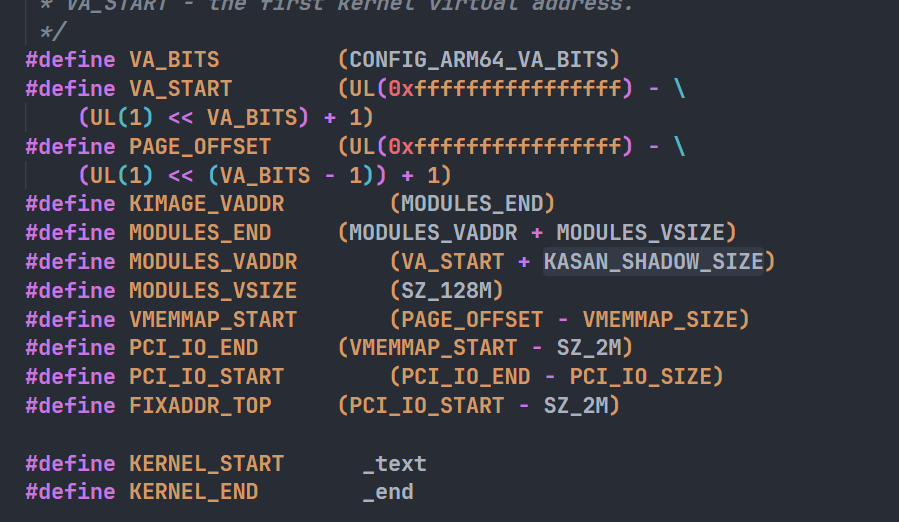 * VA_START - the first kernel virtual address.
*/
#define VA_BITS (CONFIG_ARM64_VA_BITS)
#define VA_START (UL(0xffffffffffffffff) - \
(UL(1) << VA_BITS) + 1)
#define PAGE_OFFSET (UL(0xffffffffffffffff) - \
(UL(1) << (VA_BITS - 1)) + 1)
#define KIMAGE_VADDR (MODULES_END)
#define MODULES_END (MODULES_VADDR + MODULES_VSIZE)
#define MODULES_VADDR (VA_START + KASAN_SHADOW_SIZE)
#define MODULES_VSIZE (SZ_128M)
#define VMEMMAP_START (PAGE_OFFSET - VMEMMAP_SIZE)
#define PCI_IO_END (VMEMMAP_START - SZ_2M)
#define PCI_IO_START (PCI_IO_END - PCI_IO_SIZE)
#define FIXADDR_TOP (PCI_IO_START - SZ_2M)
#define KERNEL_START _text
#define KERNEL_END _end